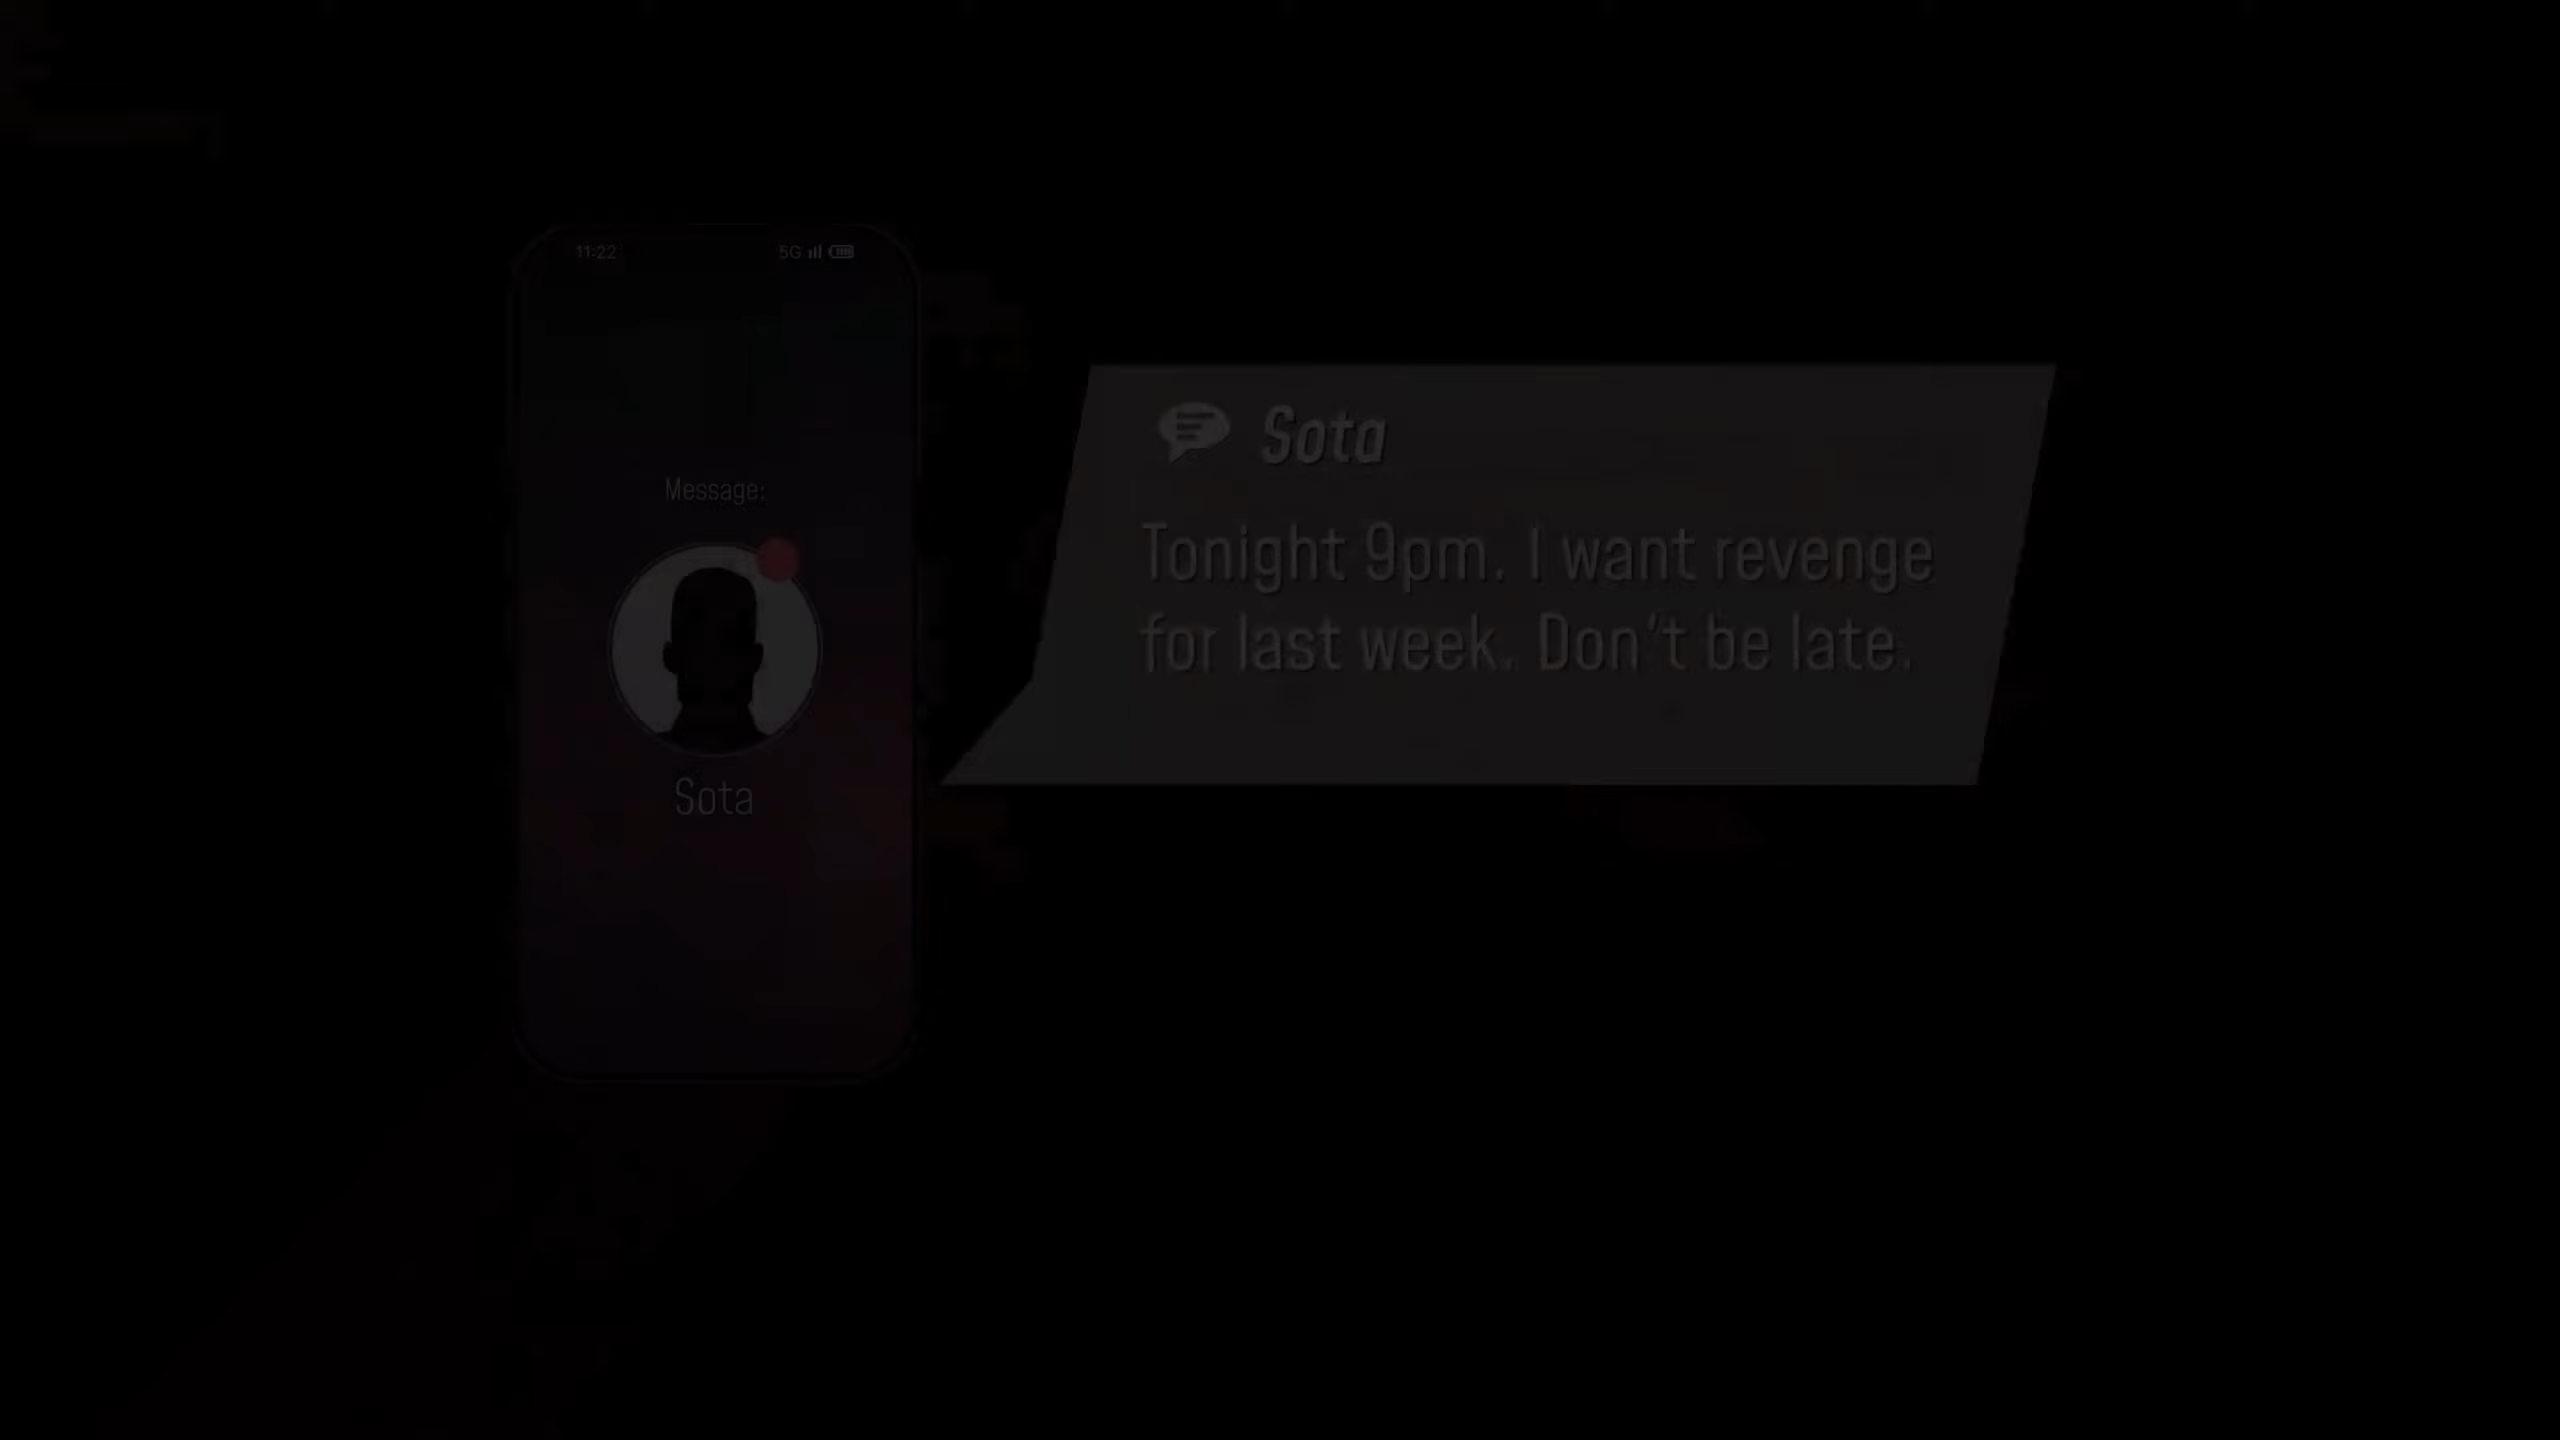 11:22 5G
Message:
Sota
Sota
Tonight 9pm. I want revenge
for last week. Don't be late.